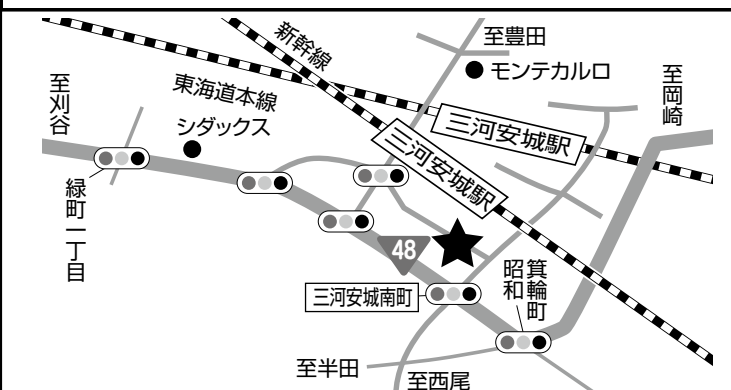 至豊田
新幹線
モンテカルロ
至刈谷
至岡崎
東海道本線
シダックス
三河安城駅
三河安城駅
緑町一丁目
48
箕輪町
昭和
三河安城南町
至半田
至西尾